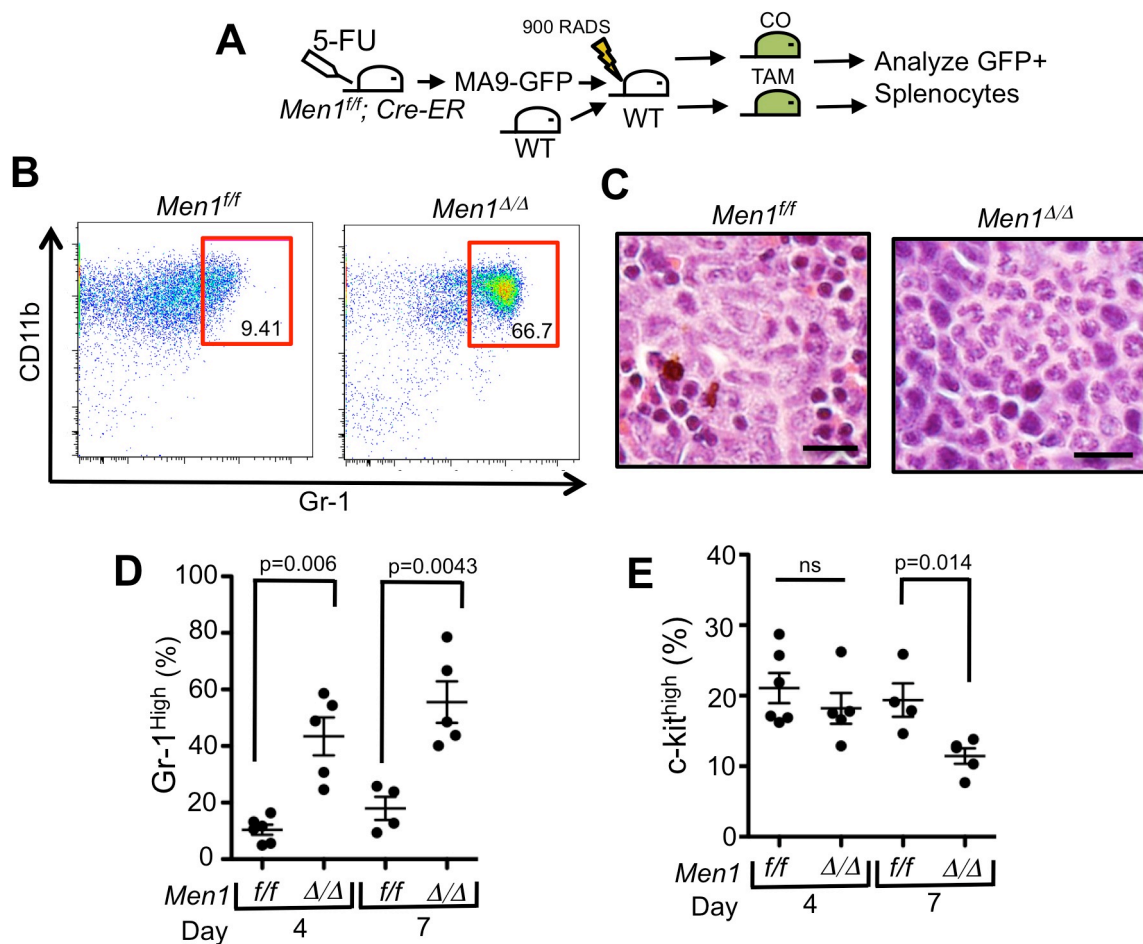 A
5-FU
Men1f/f; Cre-ER
MA9-GFP
WT
900 RADS
WT
CO
TAM
Analyze GFP+
Splenocytes
B
Men1f/f
Men1Δ/Δ
CD11b
9.41
66.7
Gr-1
C
Men1f/f
Men1Δ/Δ
D
p=0.006
p=0.0043
Gr-1High (%)
100
80
60
40
20
0
Men1 f/f Δ/Δ f/f Δ/Δ
Day 4 7
E
ns
p=0.014
c-kithigh (%)
40
30
20
10
0
Men1 f/f Δ/Δ f/f Δ/Δ
Day 4 7